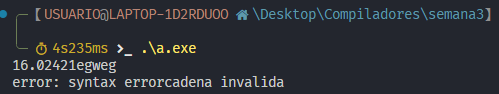 【USUARIO@LAPTOP-1D2RDUOO \Desktop\Compiladores\semana3】
4s235ms .\a.exe
16.02421egweg
error: syntax errorcadena invalida